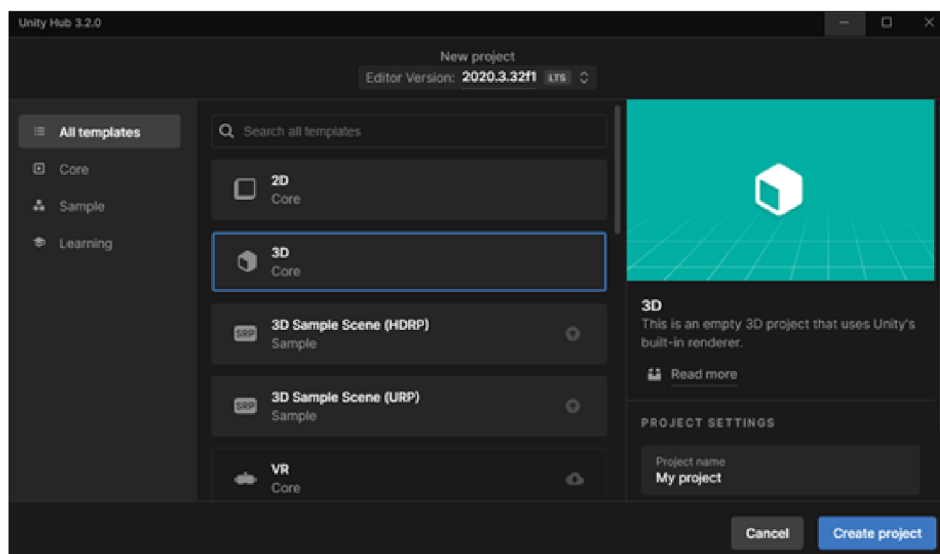 Unity Hub 3.2.0
New project
Editor Version: 2020.3.32f1 LTS
All templates
Core
Sample
Learning
Search all templates
2D
Core
3D
Core
SRP
3D Sample Scene (HDRP)
Sample
SRP
3D Sample Scene (URP)
Sample
VR
Core
3D
This is an empty 3D project that uses Unity's
built-in renderer.
Read more
PROJECT SETTINGS
Project name
My project
Cancel
Create project